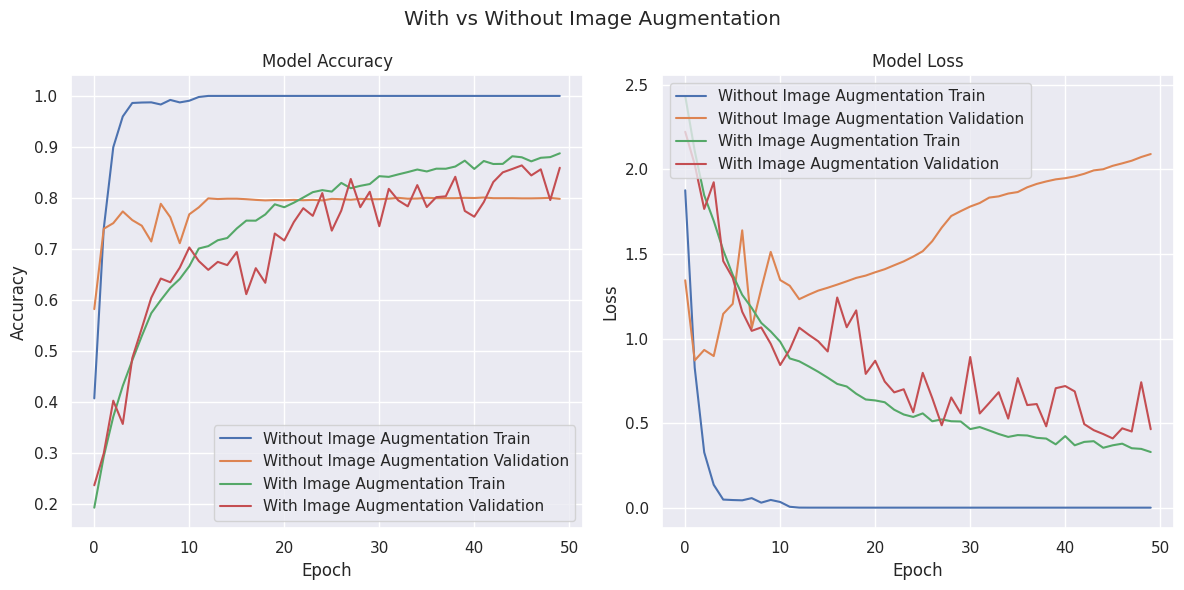 With vs Without Image Augmentation
Model Accuracy
1.0
0.9
0.8
0.7
0.6
0.5
0.4
0.3
0.2
Accuracy
Without Image Augmentation Train
Without Image Augmentation Validation
With Image Augmentation Train
With Image Augmentation Validation
0 10 20 30 40 50
Epoch
Model Loss
2.5
2.0
1.5
1.0
0.5
0.0
Loss
Without Image Augmentation Train
Without Image Augmentation Validation
With Image Augmentation Train
With Image Augmentation Validation
0 10 20 30 40 50
Epoch